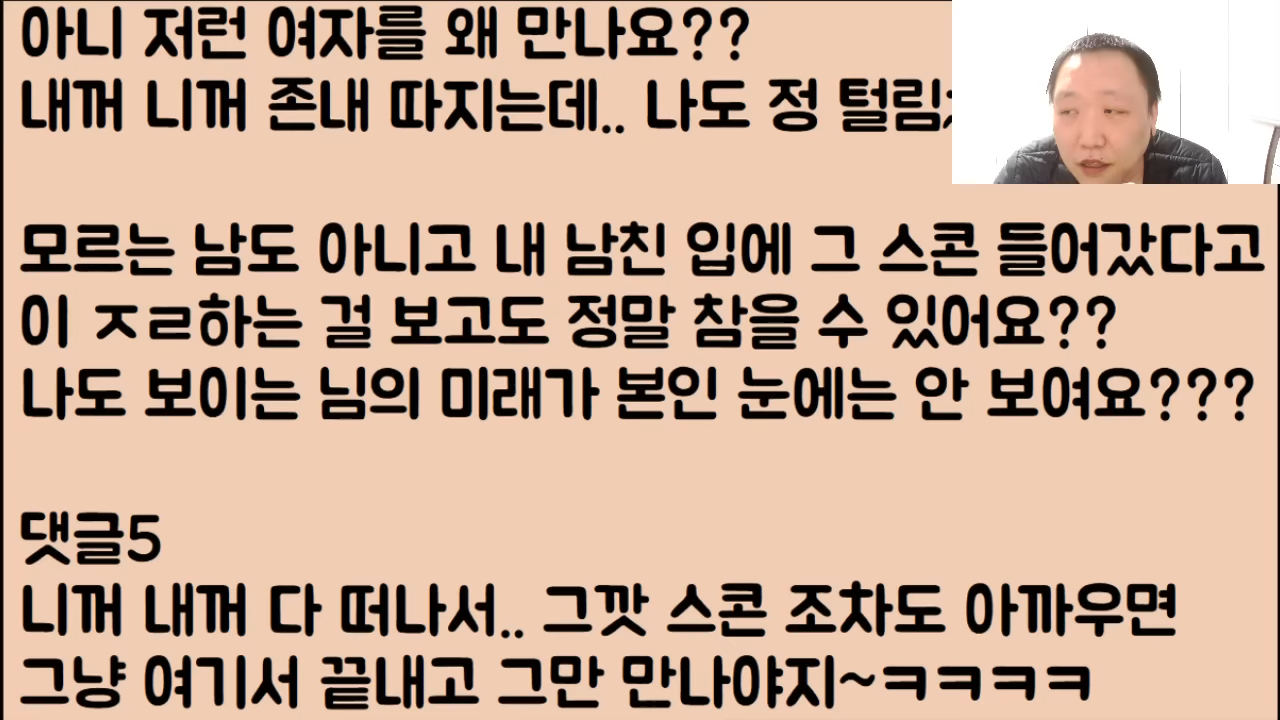 아니 저런 여자를 왜 만나요??
내꺼 니꺼 존내 따지는데.. 나도 정 털림
모르는 남도 아니고 내 남친 입에 그 스콘 들어갔다고
이 ㅈㄹ하는 걸 보고도 정말 참을 수 있어요??
나도 보이는 님의 미래가 본인 눈에는 안 보여요???
댓글5
니꺼 내꺼 다 떠나서.. 그깟 스콘 조차도 아까우면
그냥 여기서 끝내고 그만 만나야지~ㅋㅋㅋㅋ